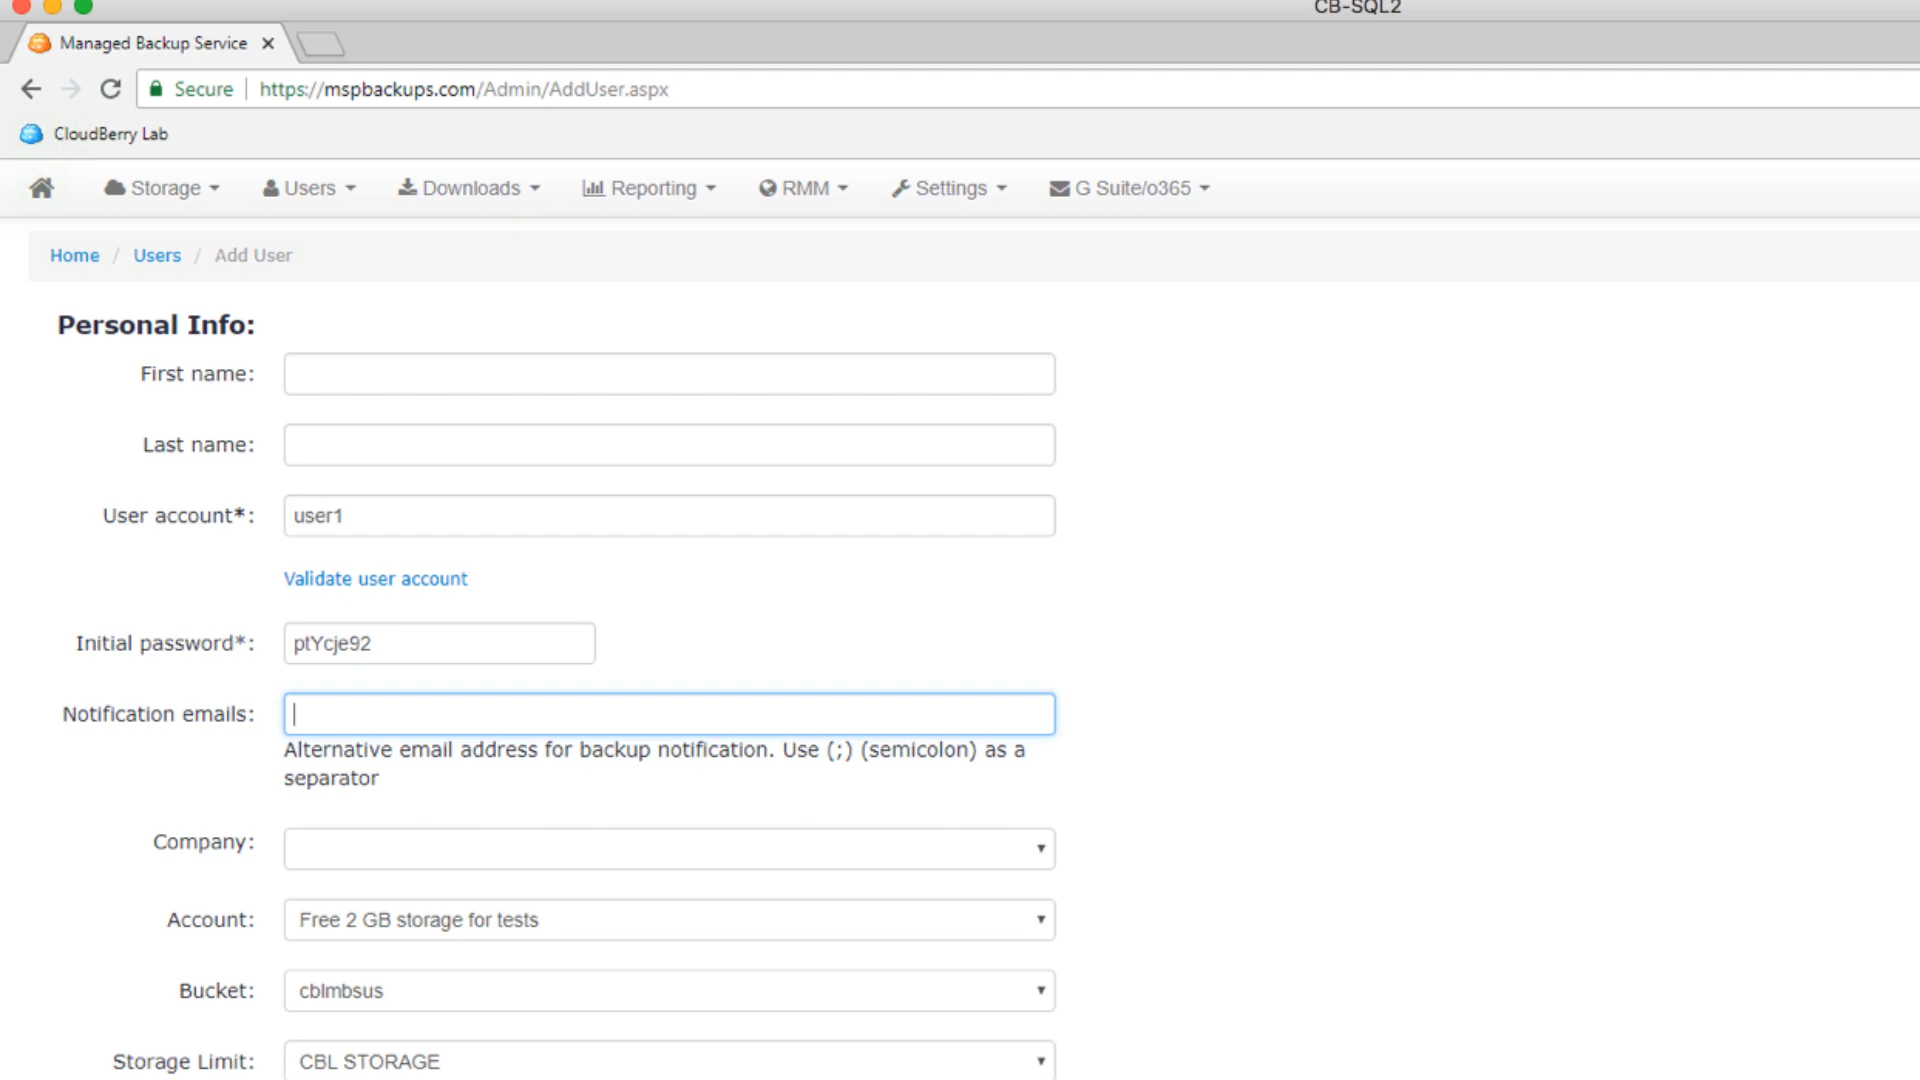 CB-SQL2
Managed Backup Service
Secure
https://mspbackups.com/Admin/AddUser.aspx
CloudBerry Lab
Storage Users Downloads Reporting RMM Settings G Suite/o365
Home / Users / Add User
Personal Info:
First name:
Last name:
User account*: user1
Validate user account
Initial password*: ptYcje92
Notification emails:
Alternative email address for backup notification. Use (;) (semicolon) as a
separator
Company:
Account: Free 2 GB storage for tests
Bucket: cblmbsus
Storage Limit: CBL STORAGE